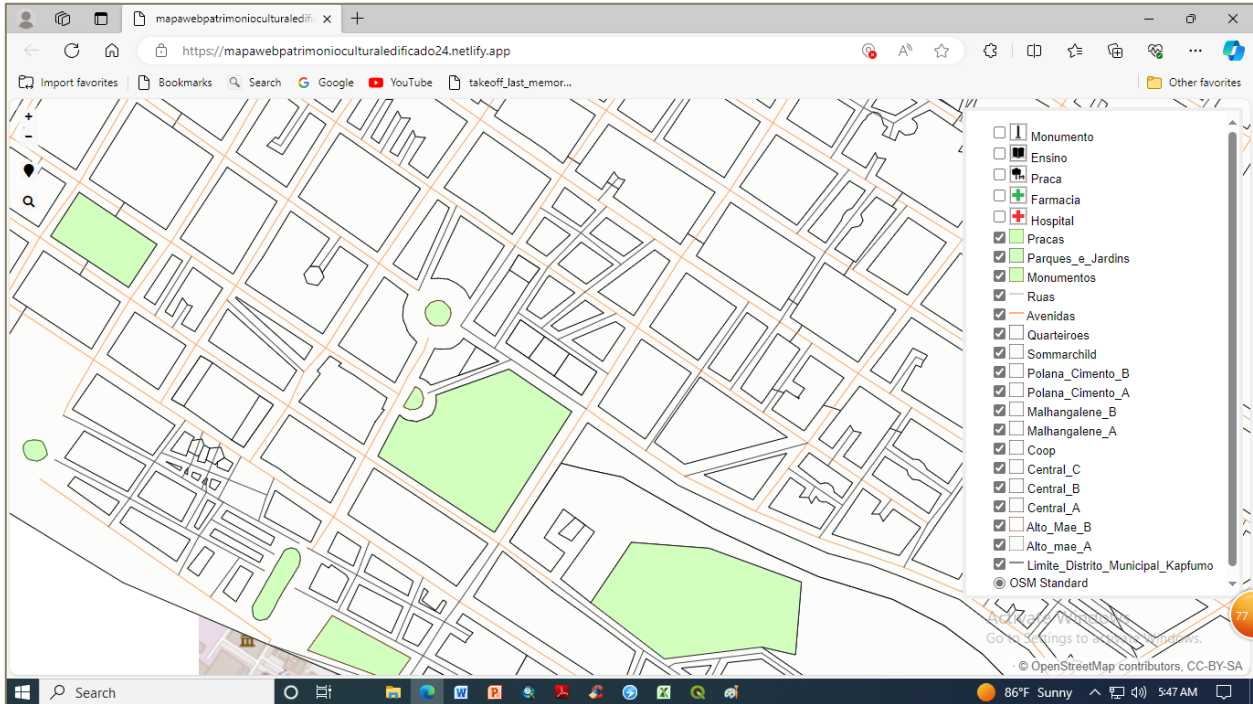 mapawebpatrimonioculturaledifi
https://mapawebpatrimonioculturaledificado24.netlify.app
Import favorites Bookmarks Search Google YouTube takeoff_last_memor... Other favorites
+
−
Monumento
Ensino
Praca
Farmacia
Hospital
Pracas
Parques_e_Jardins
Monumentos
Ruas
Avenidas
Quarteiroes
Sommarchild
Polana_Cimento_B
Polana_Cimento_A
Malhangalene_B
Malhangalene_A
Coop
Central_C
Central_B
Central_A
Alto_Mae_B
Alto_mae_A
Limite_Distrito_Municipal_Kapfumo
OSM Standard
77
Activate Windows
Go to Settings to activate Windows.
© OpenStreetMap contributors, CC-BY-SA
Search 86°F Sunny 5:47 AM